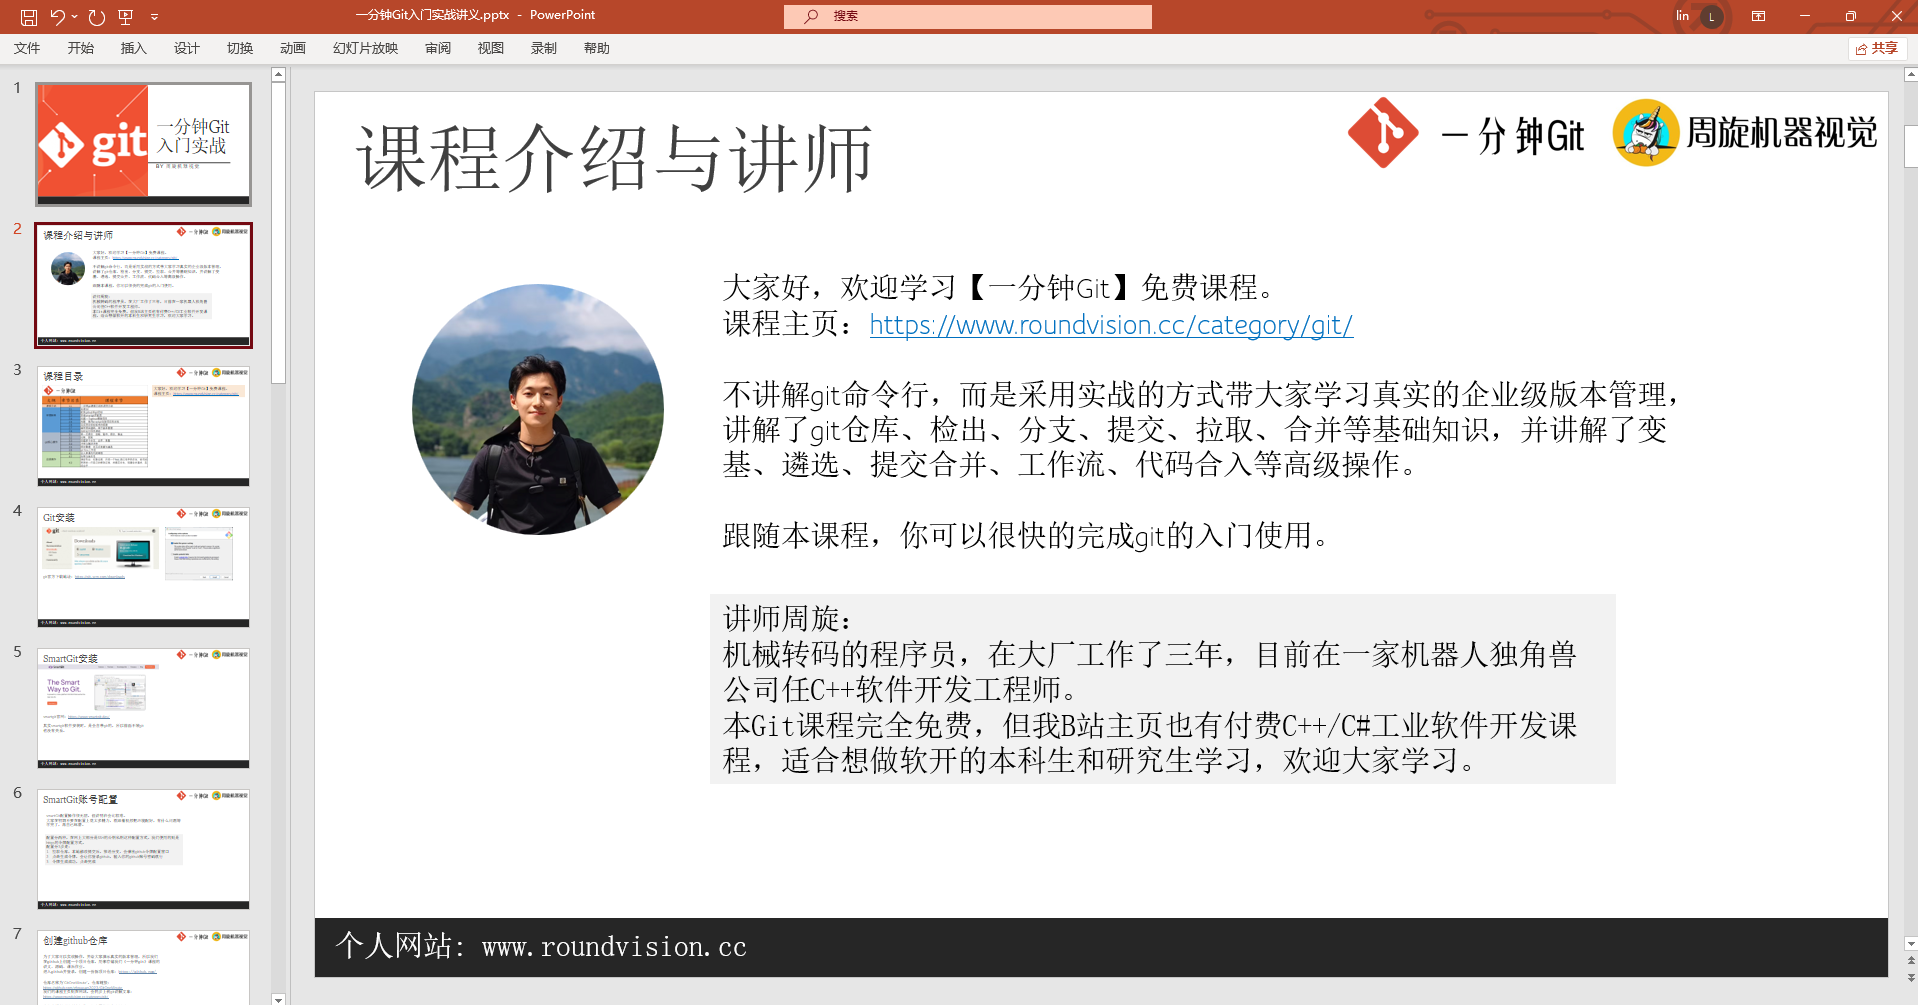 一分钟Git入门实战讲义.pptx - PowerPoint
搜索
lin
L
文件 开始 插入 设计 切换 动画 幻灯片放映 审阅 视图 录制 帮助
共享
1
git
一分钟Git
入门实战
BY 周旋机器视觉
2
课程介绍与讲师
3
课程目录
4
Git安装
Downloads
5
SmartGit安装
The Smart
Way to Git.
6
SmartGit账号配置
7
创建github仓库
课程介绍与讲师
一分钟Git
周旋机器视觉
大家好，欢迎学习【一分钟Git】免费课程。
课程主页：https://www.roundvision.cc/category/git/
不讲解git命令行，而是采用实战的方式带大家学习真实的企业级版本管理，
讲解了git仓库、检出、分支、提交、拉取、合并等基础知识，并讲解了变
基、遴选、提交合并、工作流、代码合入等高级操作。
跟随本课程，你可以很快的完成git的入门使用。
讲师周旋：
机械转码的程序员，在大厂工作了三年，目前在一家机器人独角兽
公司任C++软件开发工程师。
本Git课程完全免费，但我B站主页也有付费C++/C#工业软件开发课
程，适合想做软开的本科生和研究生学习，欢迎大家学习。
个人网站：www.roundvision.cc